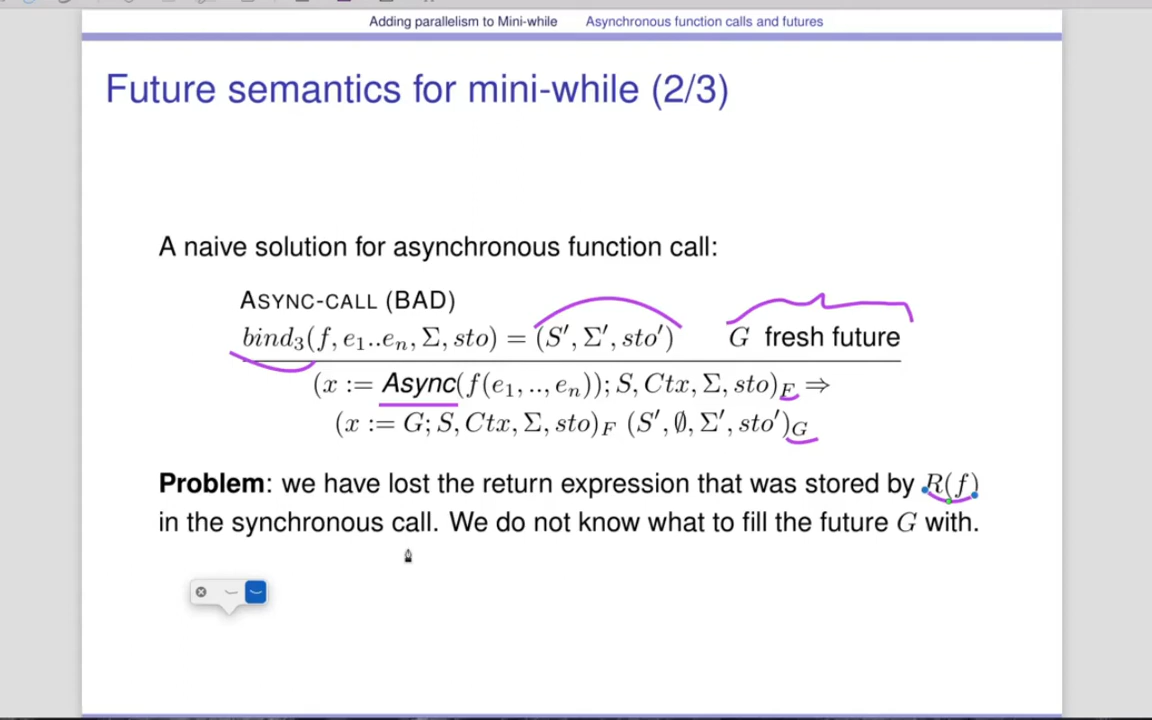 Adding parallelism to Mini-while Asynchronous function calls and futures
Future semantics for mini-while (2/3)
A naive solution for asynchronous function call:
ASYNC-CALL (BAD)
bind₃(f, e₁..eₙ, Σ, sto) = (S′, Σ′, sto′) G fresh future
(x := Async(f(e₁, .., eₙ)); S, Ctx, Σ, sto)_F ⇒
(x := G; S, Ctx, Σ, sto)_F (S′, ∅, Σ′, sto′)_G
Problem: we have lost the return expression that was stored by R(f)
in the synchronous call. We do not know what to fill the future G with.